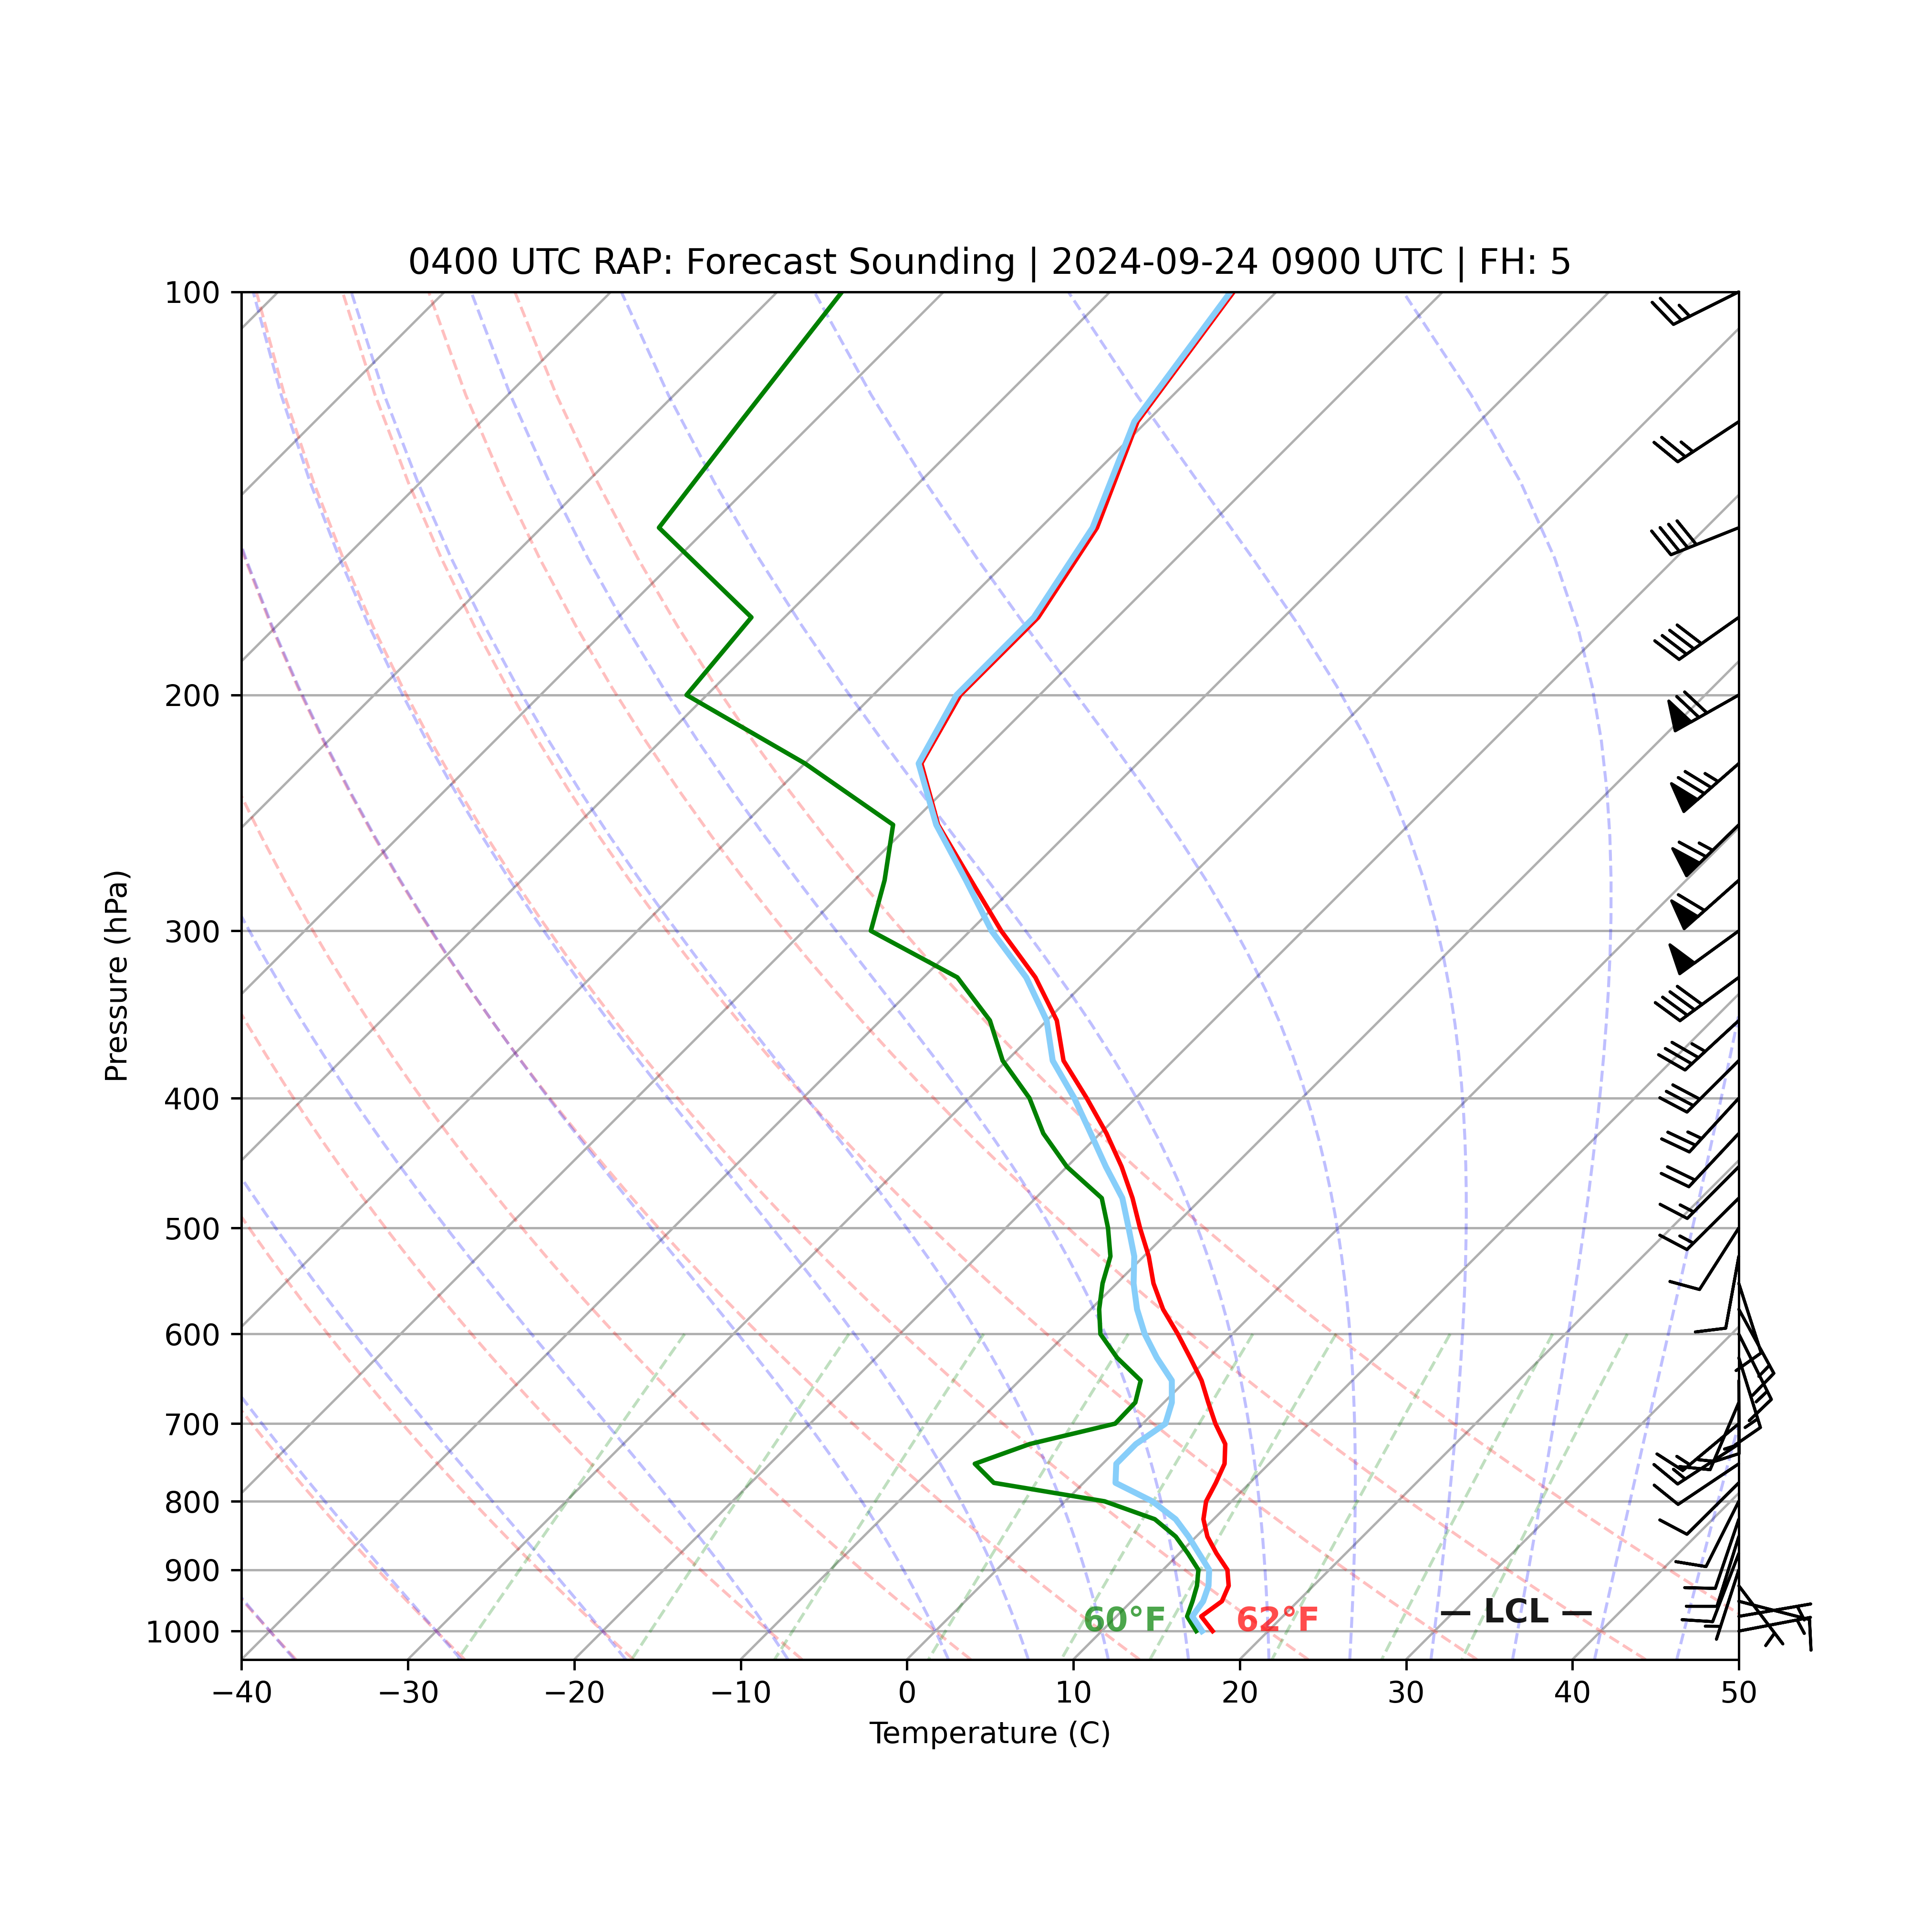 0400 UTC RAP: Forecast Sounding | 2024-09-24 0900 UTC | FH: 5
100
200
300
400
500
600
700
800
900
1000
Pressure (hPa)
60°F
62°F
— LCL —
−40 −30 −20 −10 0 10 20 30 40 50
Temperature (C)